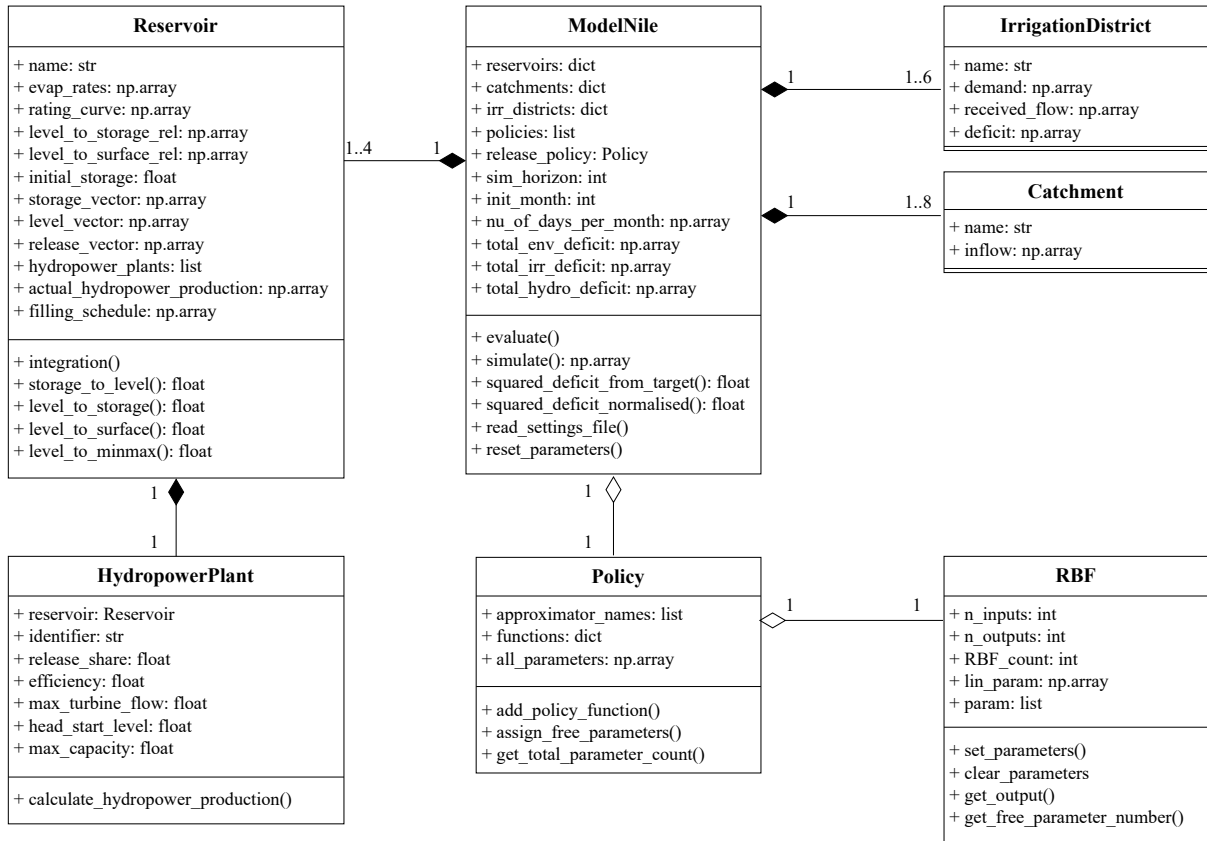 Reservoir
+ name: str
+ evap_rates: np.array
+ rating_curve: np.array
+ level_to_storage_rel: np.array
+ level_to_surface_rel: np.array
+ initial_storage: float
+ storage_vector: np.array
+ level_vector: np.array
+ release_vector: np.array
+ hydropower_plants: list
+ actual_hydropower_production: np.array
+ filling_schedule: np.array
+ integration()
+ storage_to_level(): float
+ level_to_storage(): float
+ level_to_surface(): float
+ level_to_minmax(): float
1..4
1
ModelNile
+ reservoirs: dict
+ catchments: dict
+ irr_districts: dict
+ policies: list
+ release_policy: Policy
+ sim_horizon: int
+ init_month: int
+ nu_of_days_per_month: np.array
+ total_env_deficit: np.array
+ total_irr_deficit: np.array
+ total_hydro_deficit: np.array
+ evaluate()
+ simulate(): np.array
+ squared_deficit_from_target(): float
+ squared_deficit_normalised(): float
+ read_settings_file()
+ reset_parameters()
1
1..6
IrrigationDistrict
+ name: str
+ demand: np.array
+ received_flow: np.array
+ deficit: np.array
1
1..8
Catchment
+ name: str
+ inflow: np.array
1
1
HydropowerPlant
+ reservoir: Reservoir
+ identifier: str
+ release_share: float
+ efficiency: float
+ max_turbine_flow: float
+ head_start_level: float
+ max_capacity: float
+ calculate_hydropower_production()
1
1
Policy
+ approximator_names: list
+ functions: dict
+ all_parameters: np.array
+ add_policy_function()
+ assign_free_parameters()
+ get_total_parameter_count()
1
1
RBF
+ n_inputs: int
+ n_outputs: int
+ RBF_count: int
+ lin_param: np.array
+ param: list
+ set_parameters()
+ clear_parameters
+ get_output()
+ get_free_parameter_number()